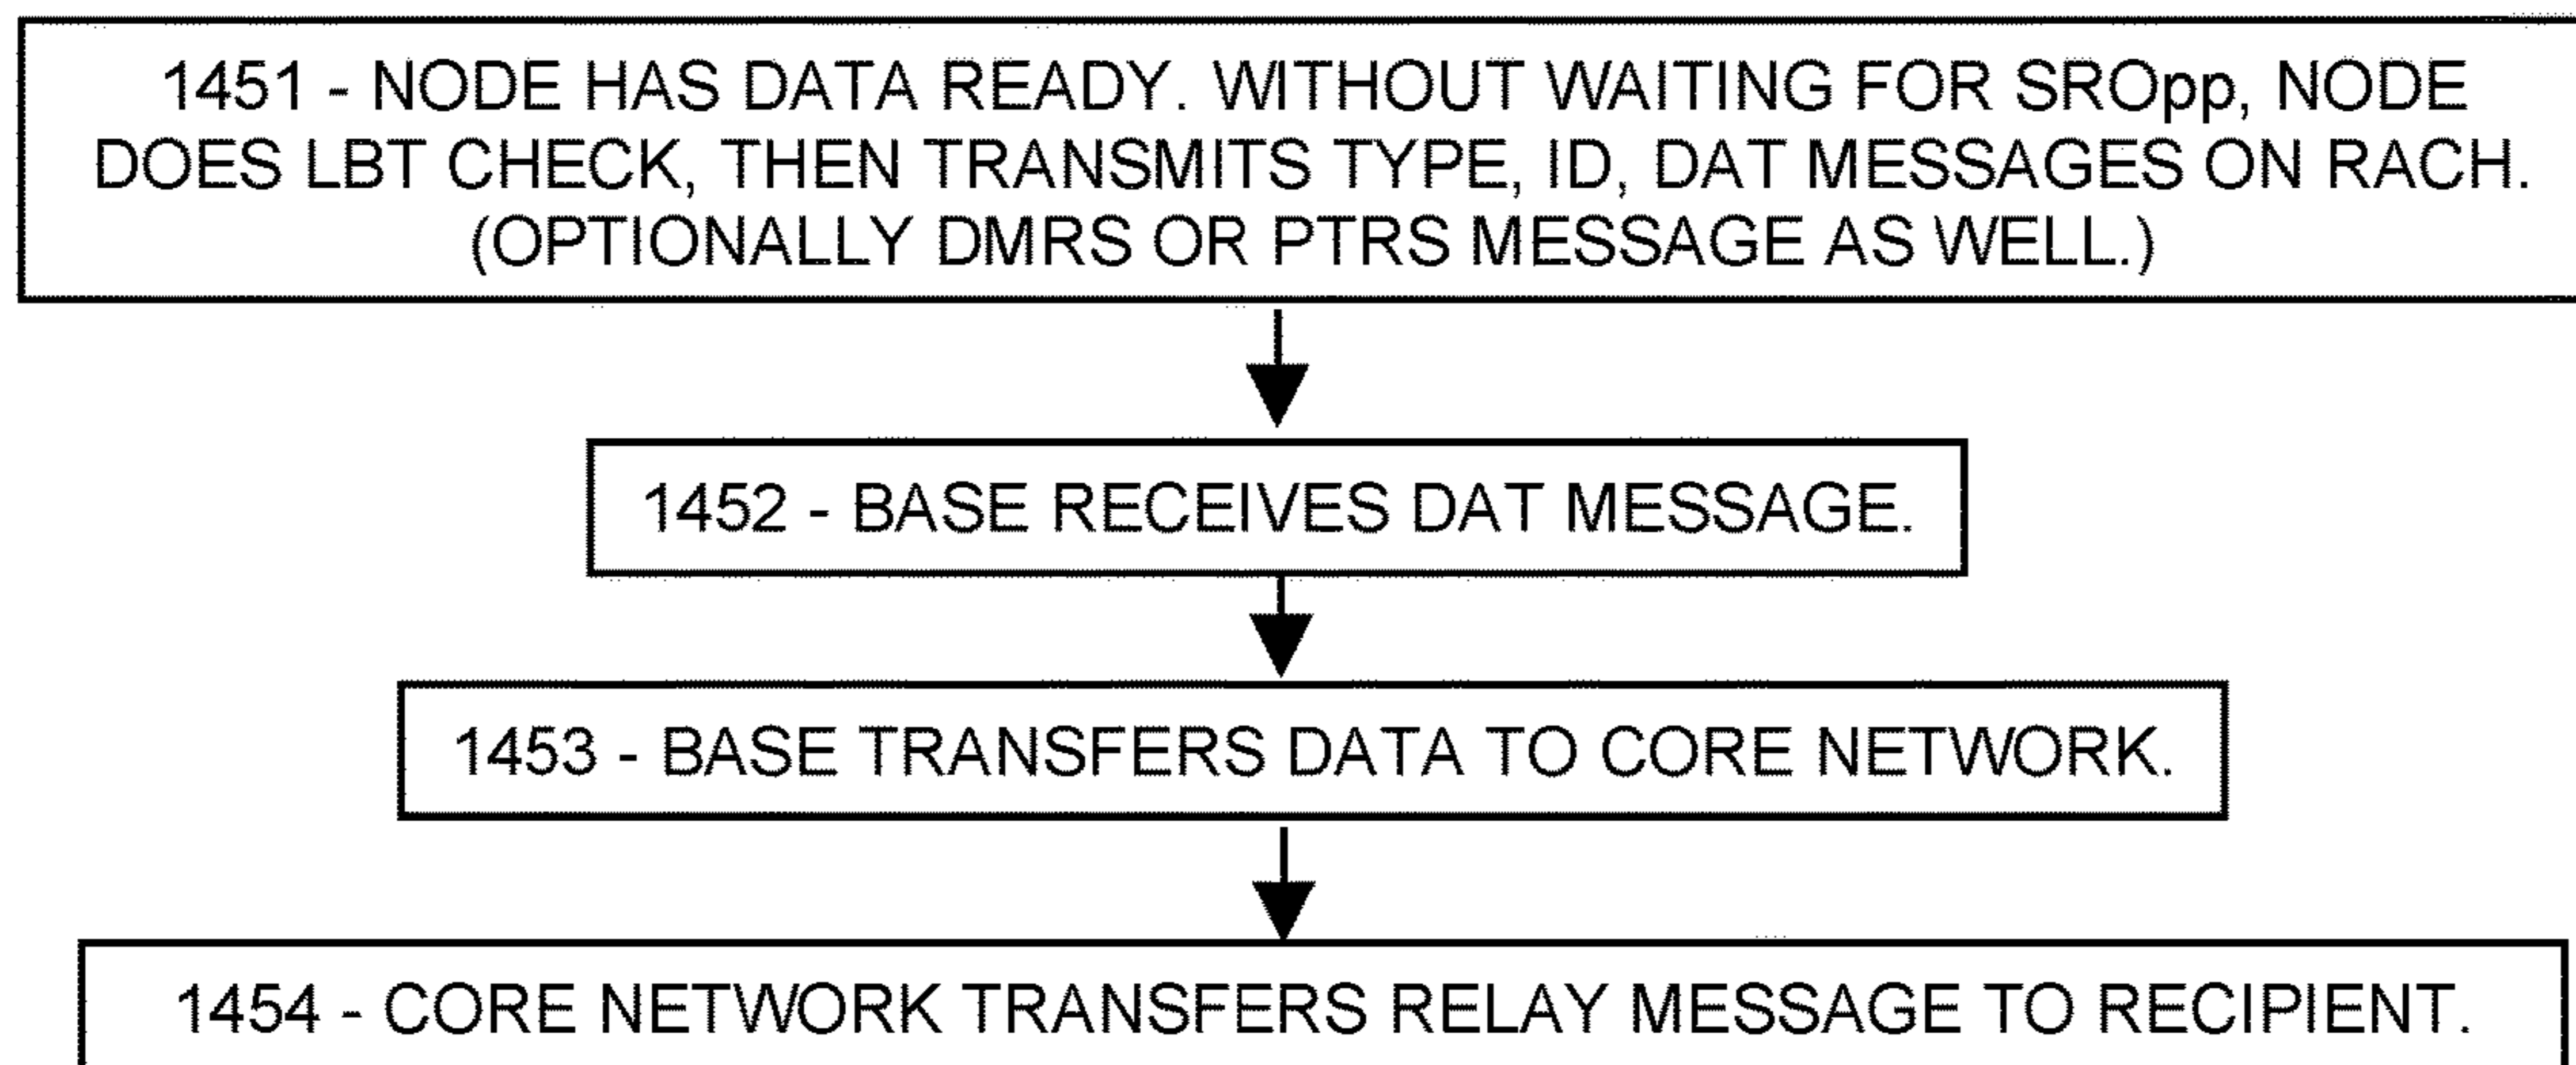 1451 - NODE HAS DATA READY. WITHOUT WAITING FOR SROpp, NODE
DOES LBT CHECK, THEN TRANSMITS TYPE, ID, DAT MESSAGES ON RACH.
(OPTIONALLY DMRS OR PTRS MESSAGE AS WELL.)
1452 - BASE RECEIVES DAT MESSAGE.
1453 - BASE TRANSFERS DATA TO CORE NETWORK.
1454 - CORE NETWORK TRANSFERS RELAY MESSAGE TO RECIPIENT.